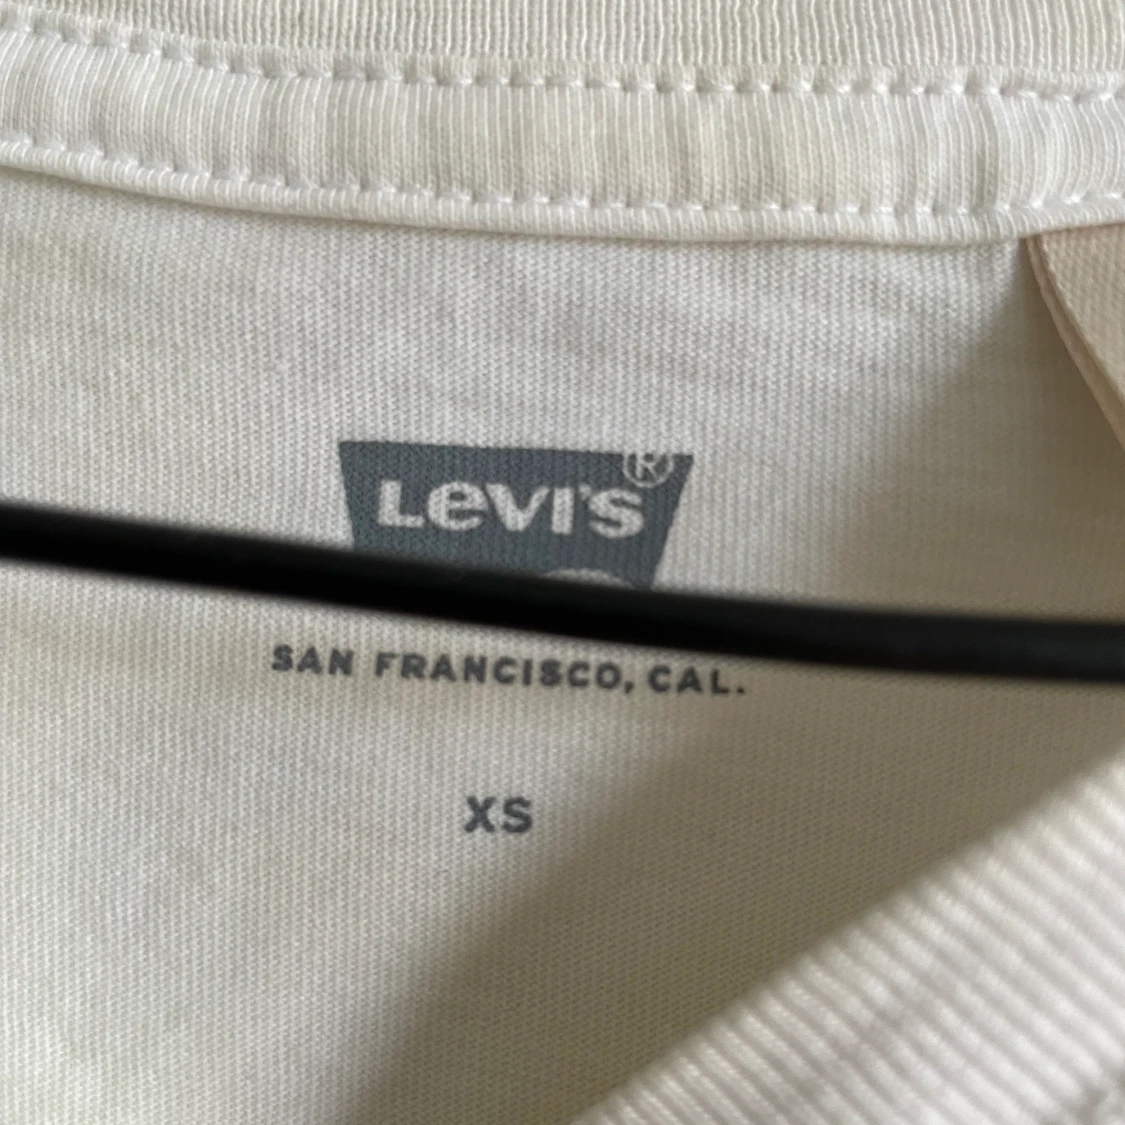 Levi's®
SAN FRANCISCO, CAL.
XS